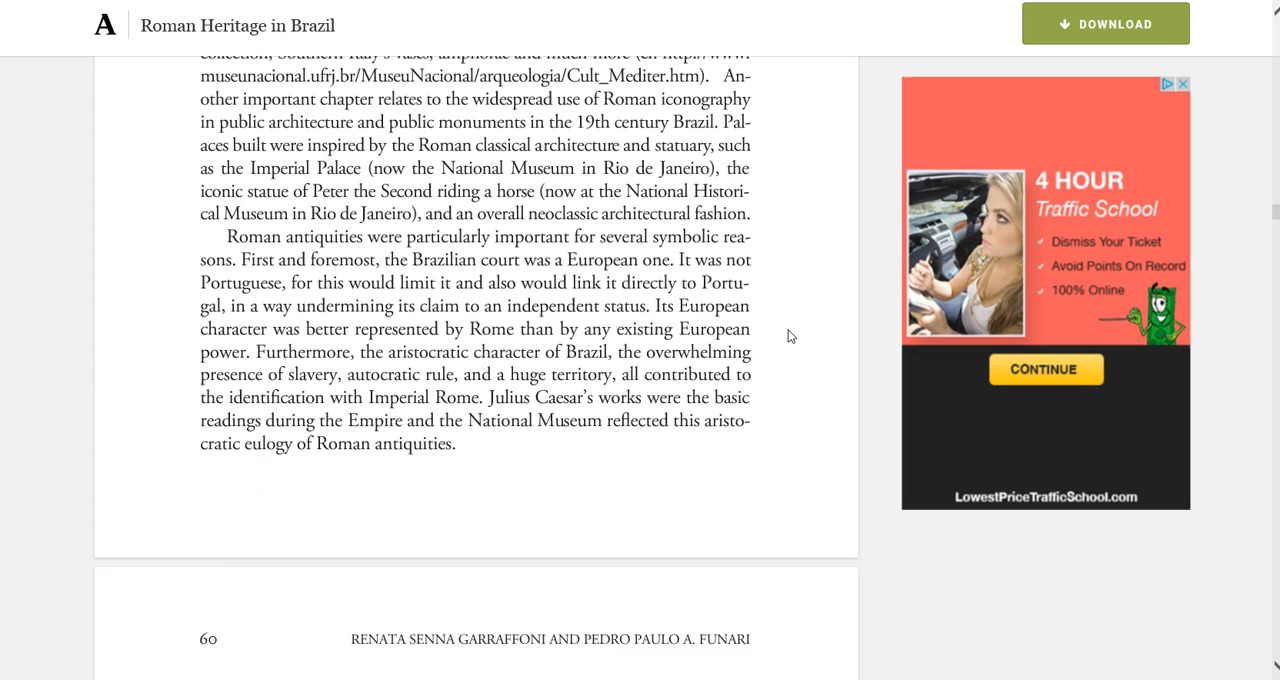 A
Roman Heritage in Brazil
DOWNLOAD
collection, Southern Italy's vases, amphorae and much more (cf. http://www.
museunacional.ufrj.br/MuseuNacional/arqueologia/Cult_Mediter.htm). An-
other important chapter relates to the widespread use of Roman iconography
in public architecture and public monuments in the 19th century Brazil. Pal-
aces built were inspired by the Roman classical architecture and statuary, such
as the Imperial Palace (now the National Museum in Rio de Janeiro), the
iconic statue of Peter the Second riding a horse (now at the National Histori-
cal Museum in Rio de Janeiro), and an overall neoclassic architectural fashion.
Roman antiquities were particularly important for several symbolic rea-
sons. First and foremost, the Brazilian court was a European one. It was not
Portuguese, for this would limit it and also would link it directly to Portu-
gal, in a way undermining its claim to an independent status. Its European
character was better represented by Rome than by any existing European
power. Furthermore, the aristocratic character of Brazil, the overwhelming
presence of slavery, autocratic rule, and a huge territory, all contributed to
the identification with Imperial Rome. Julius Caesar's works were the basic
readings during the Empire and the National Museum reflected this aristo-
cratic eulogy of Roman antiquities.
60
RENATA SENNA GARRAFFONI AND PEDRO PAULO A. FUNARI
4 HOUR
Traffic School
✓ Dismiss Your Ticket
✓ Avoid Points On Record
✓ 100% Online
CONTINUE
LowestPriceTrafficSchool.com